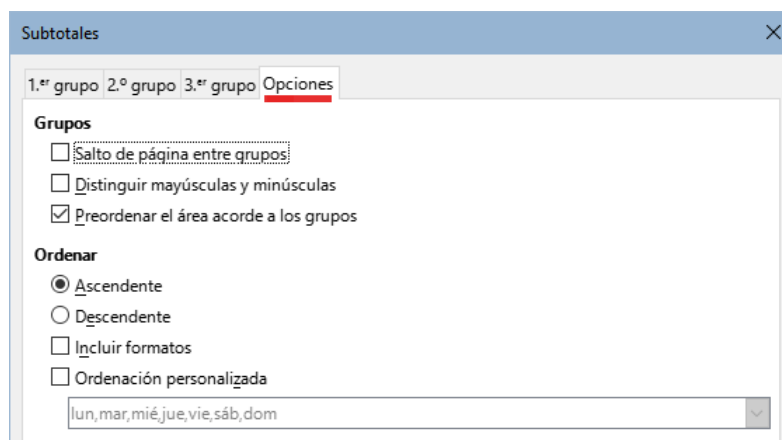 Subtotales
1.er grupo 2.º grupo 3.er grupo Opciones
Grupos
Salto de página entre grupos
Distinguir mayúsculas y minúsculas
Preordenar el área acorde a los grupos
Ordenar
Ascendente
Descendente
Incluir formatos
Ordenación personalizada
lun,mar,mié,jue,vie,sáb,dom